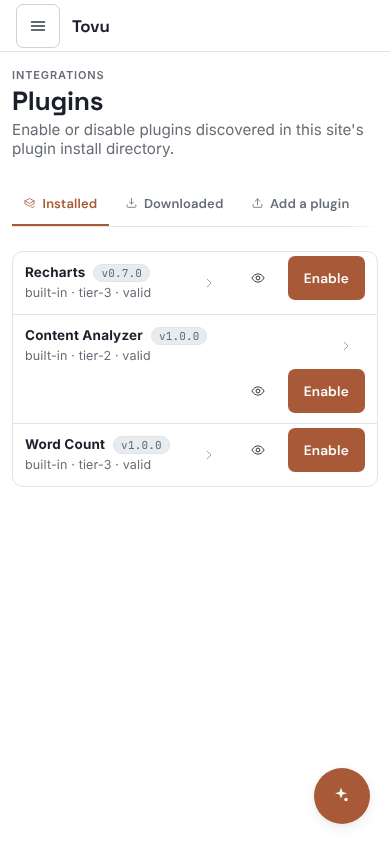 Tovu
INTEGRATIONS
Plugins
Enable or disable plugins discovered in this site's
plugin install directory.
Installed
Downloaded
Add a plugin
Recharts v0.7.0
built-in · tier-3 · valid
Enable
Content Analyzer v1.0.0
built-in · tier-2 · valid
Enable
Word Count v1.0.0
built-in · tier-3 · valid
Enable